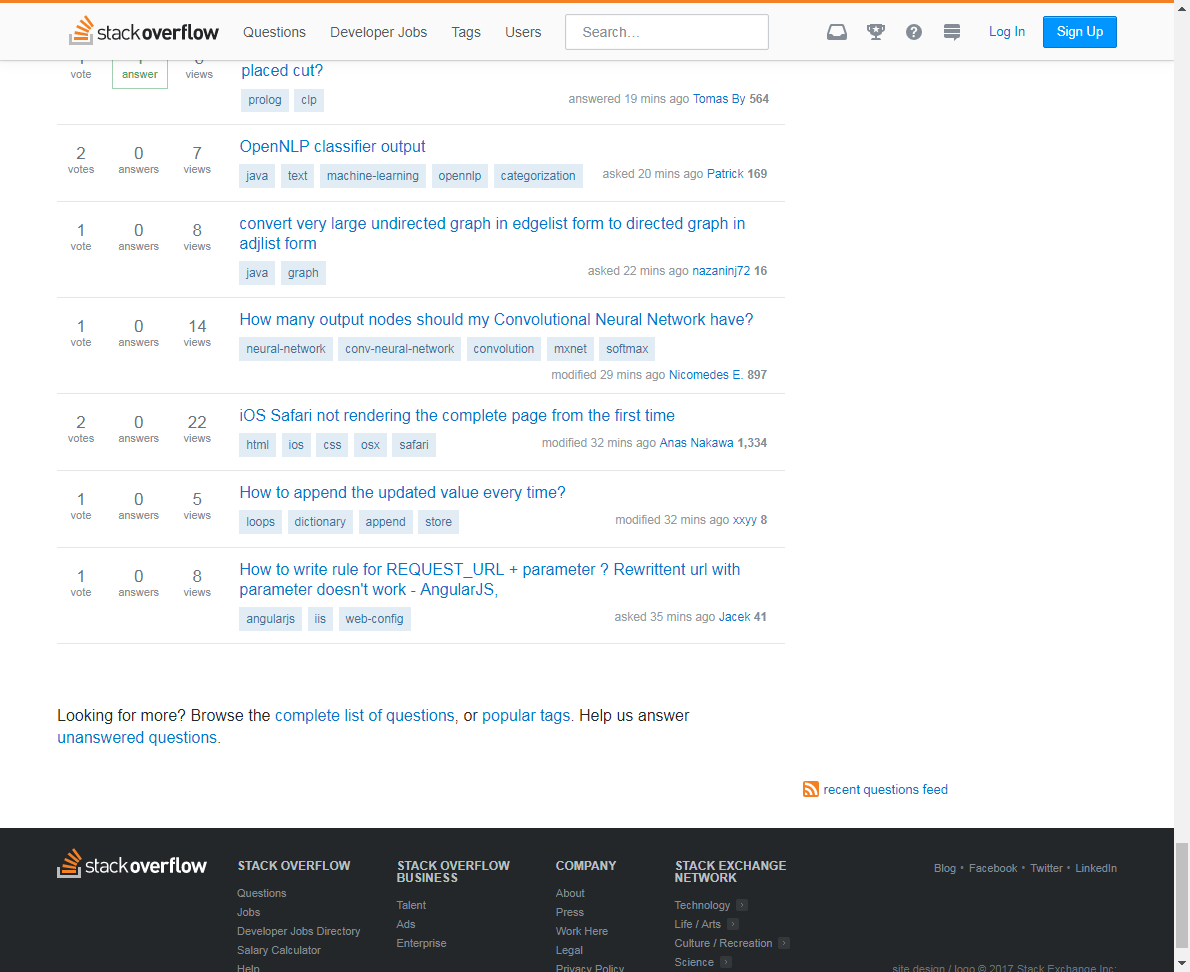 stackoverflow Questions Developer Jobs Tags Users Search... Log In Sign Up
placed cut?
vote answer views
prolog clp answered 19 mins ago Tomas By 564
OpenNLP classifier output
2 0 7
votes answers views
java text machine-learning opennlp categorization asked 20 mins ago Patrick 169
convert very large undirected graph in edgelist form to directed graph in
1 0 8
adjlist form
vote answers views
java graph asked 22 mins ago nazaninj72 16
How many output nodes should my Convolutional Neural Network have?
1 0 14
vote answers views
neural-network conv-neural-network convolution mxnet softmax
modified 29 mins ago Nicomedes E. 897
iOS Safari not rendering the complete page from the first time
2 0 22
votes answers views
html ios css osx safari modified 32 mins ago Anas Nakawa 1,334
How to append the updated value every time?
1 0 5
vote answers views
loops dictionary append store modified 32 mins ago xxyy 8
How to write rule for REQUEST_URL + parameter ? Rewrittent url with
1 0 8
parameter doesn't work - AngularJS,
vote answers views
angularjs iis web-config asked 35 mins ago Jacek 41
Looking for more? Browse the complete list of questions, or popular tags. Help us answer
unanswered questions.
recent questions feed
stackoverflow
STACK OVERFLOW
Questions
Jobs
Developer Jobs Directory
Salary Calculator
Help
STACK OVERFLOW
BUSINESS
Talent
Ads
Enterprise
COMPANY
About
Press
Work Here
Legal
Privacy Policy
STACK EXCHANGE
NETWORK
Technology
Life / Arts
Culture / Recreation
Science
Blog • Facebook • Twitter • LinkedIn
site design / logo © 2017 Stack Exchange Inc;